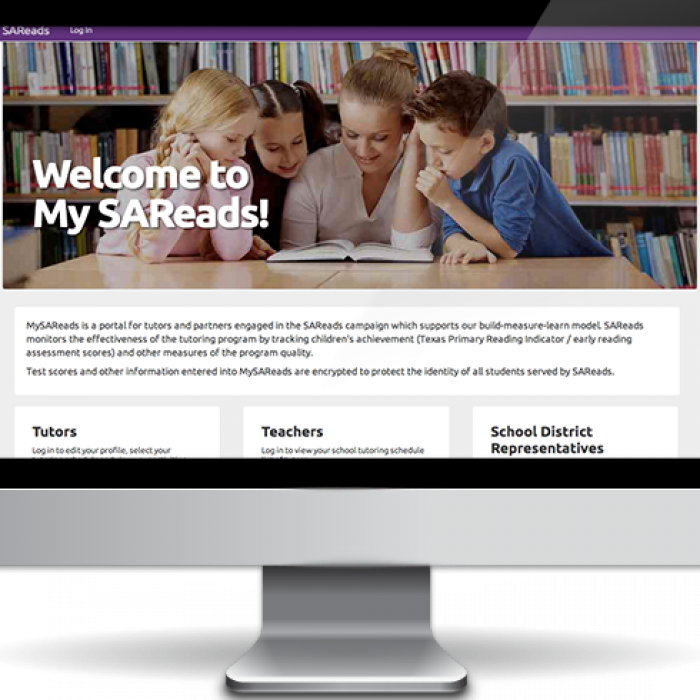 SAReads Log In
Welcome to
My SAReads!
MySAReads is a portal for tutors and partners engaged in the SAReads campaign which supports our build-measure-learn model. SAReads
monitors the effectiveness of the tutoring program by tracking children's achievement (Texas Primary Reading Indicator / early reading
assessment scores) and other measures of the program quality.
Test scores and other information entered into MySAReads are encrypted to protect the identity of all students served by SAReads.
Tutors
Log in to edit your profile, select your
Teachers
Log in to view your school tutoring schedule
School District
Representatives